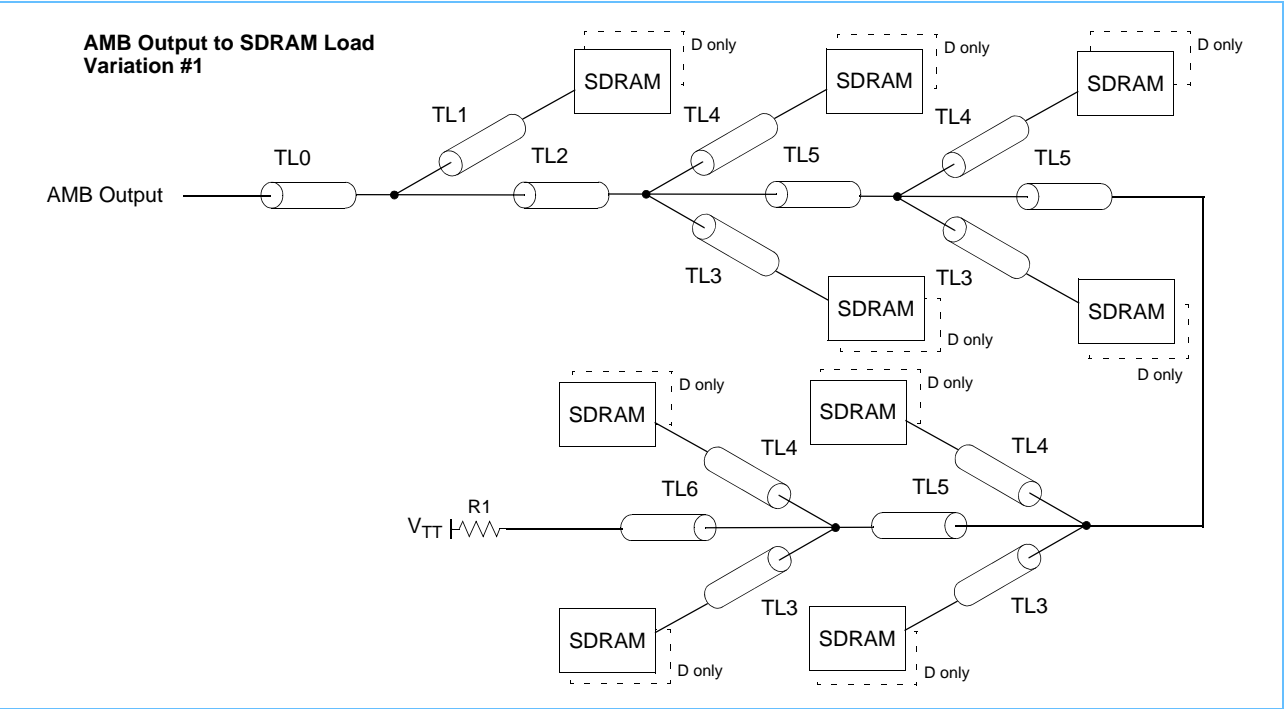 AMB Output to SDRAM Load
Variation #1
D only
D only
D only
SDRAM
SDRAM
SDRAM
TL1
TL4
TL4
TL0
TL2
TL5
TL5
AMB Output
TL3
TL3
SDRAM
SDRAM
D only
D only
D only
D only
SDRAM
SDRAM
TL4
TL4
TL6
TL5
R1
VTT
TL3
TL3
SDRAM
SDRAM
D only
D only